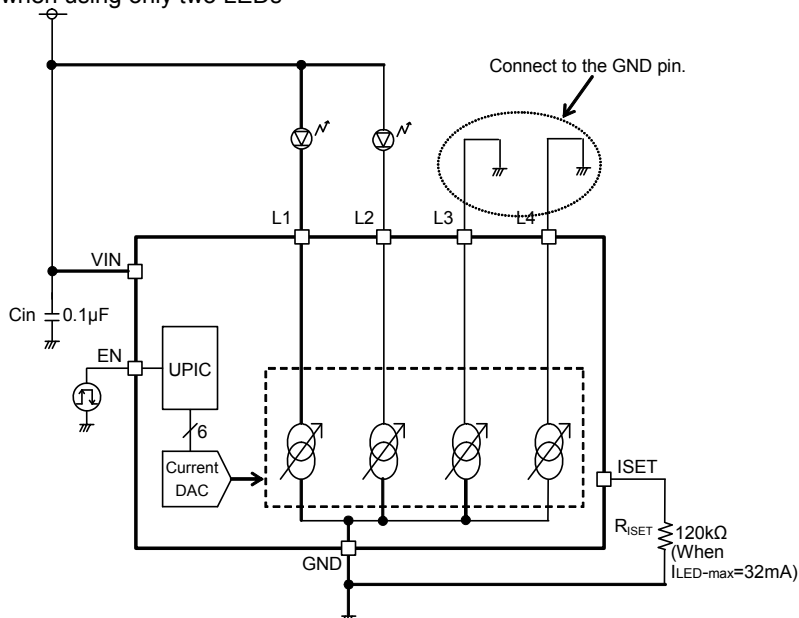 when using only two LEDs
Connect to the GND pin.
L1
L2
L3
L4
VIN
Cin
0.1µF
EN
UPIC
6
Current
DAC
ISET
RISET
120kΩ
(When
ILED-max=32mA)
GND